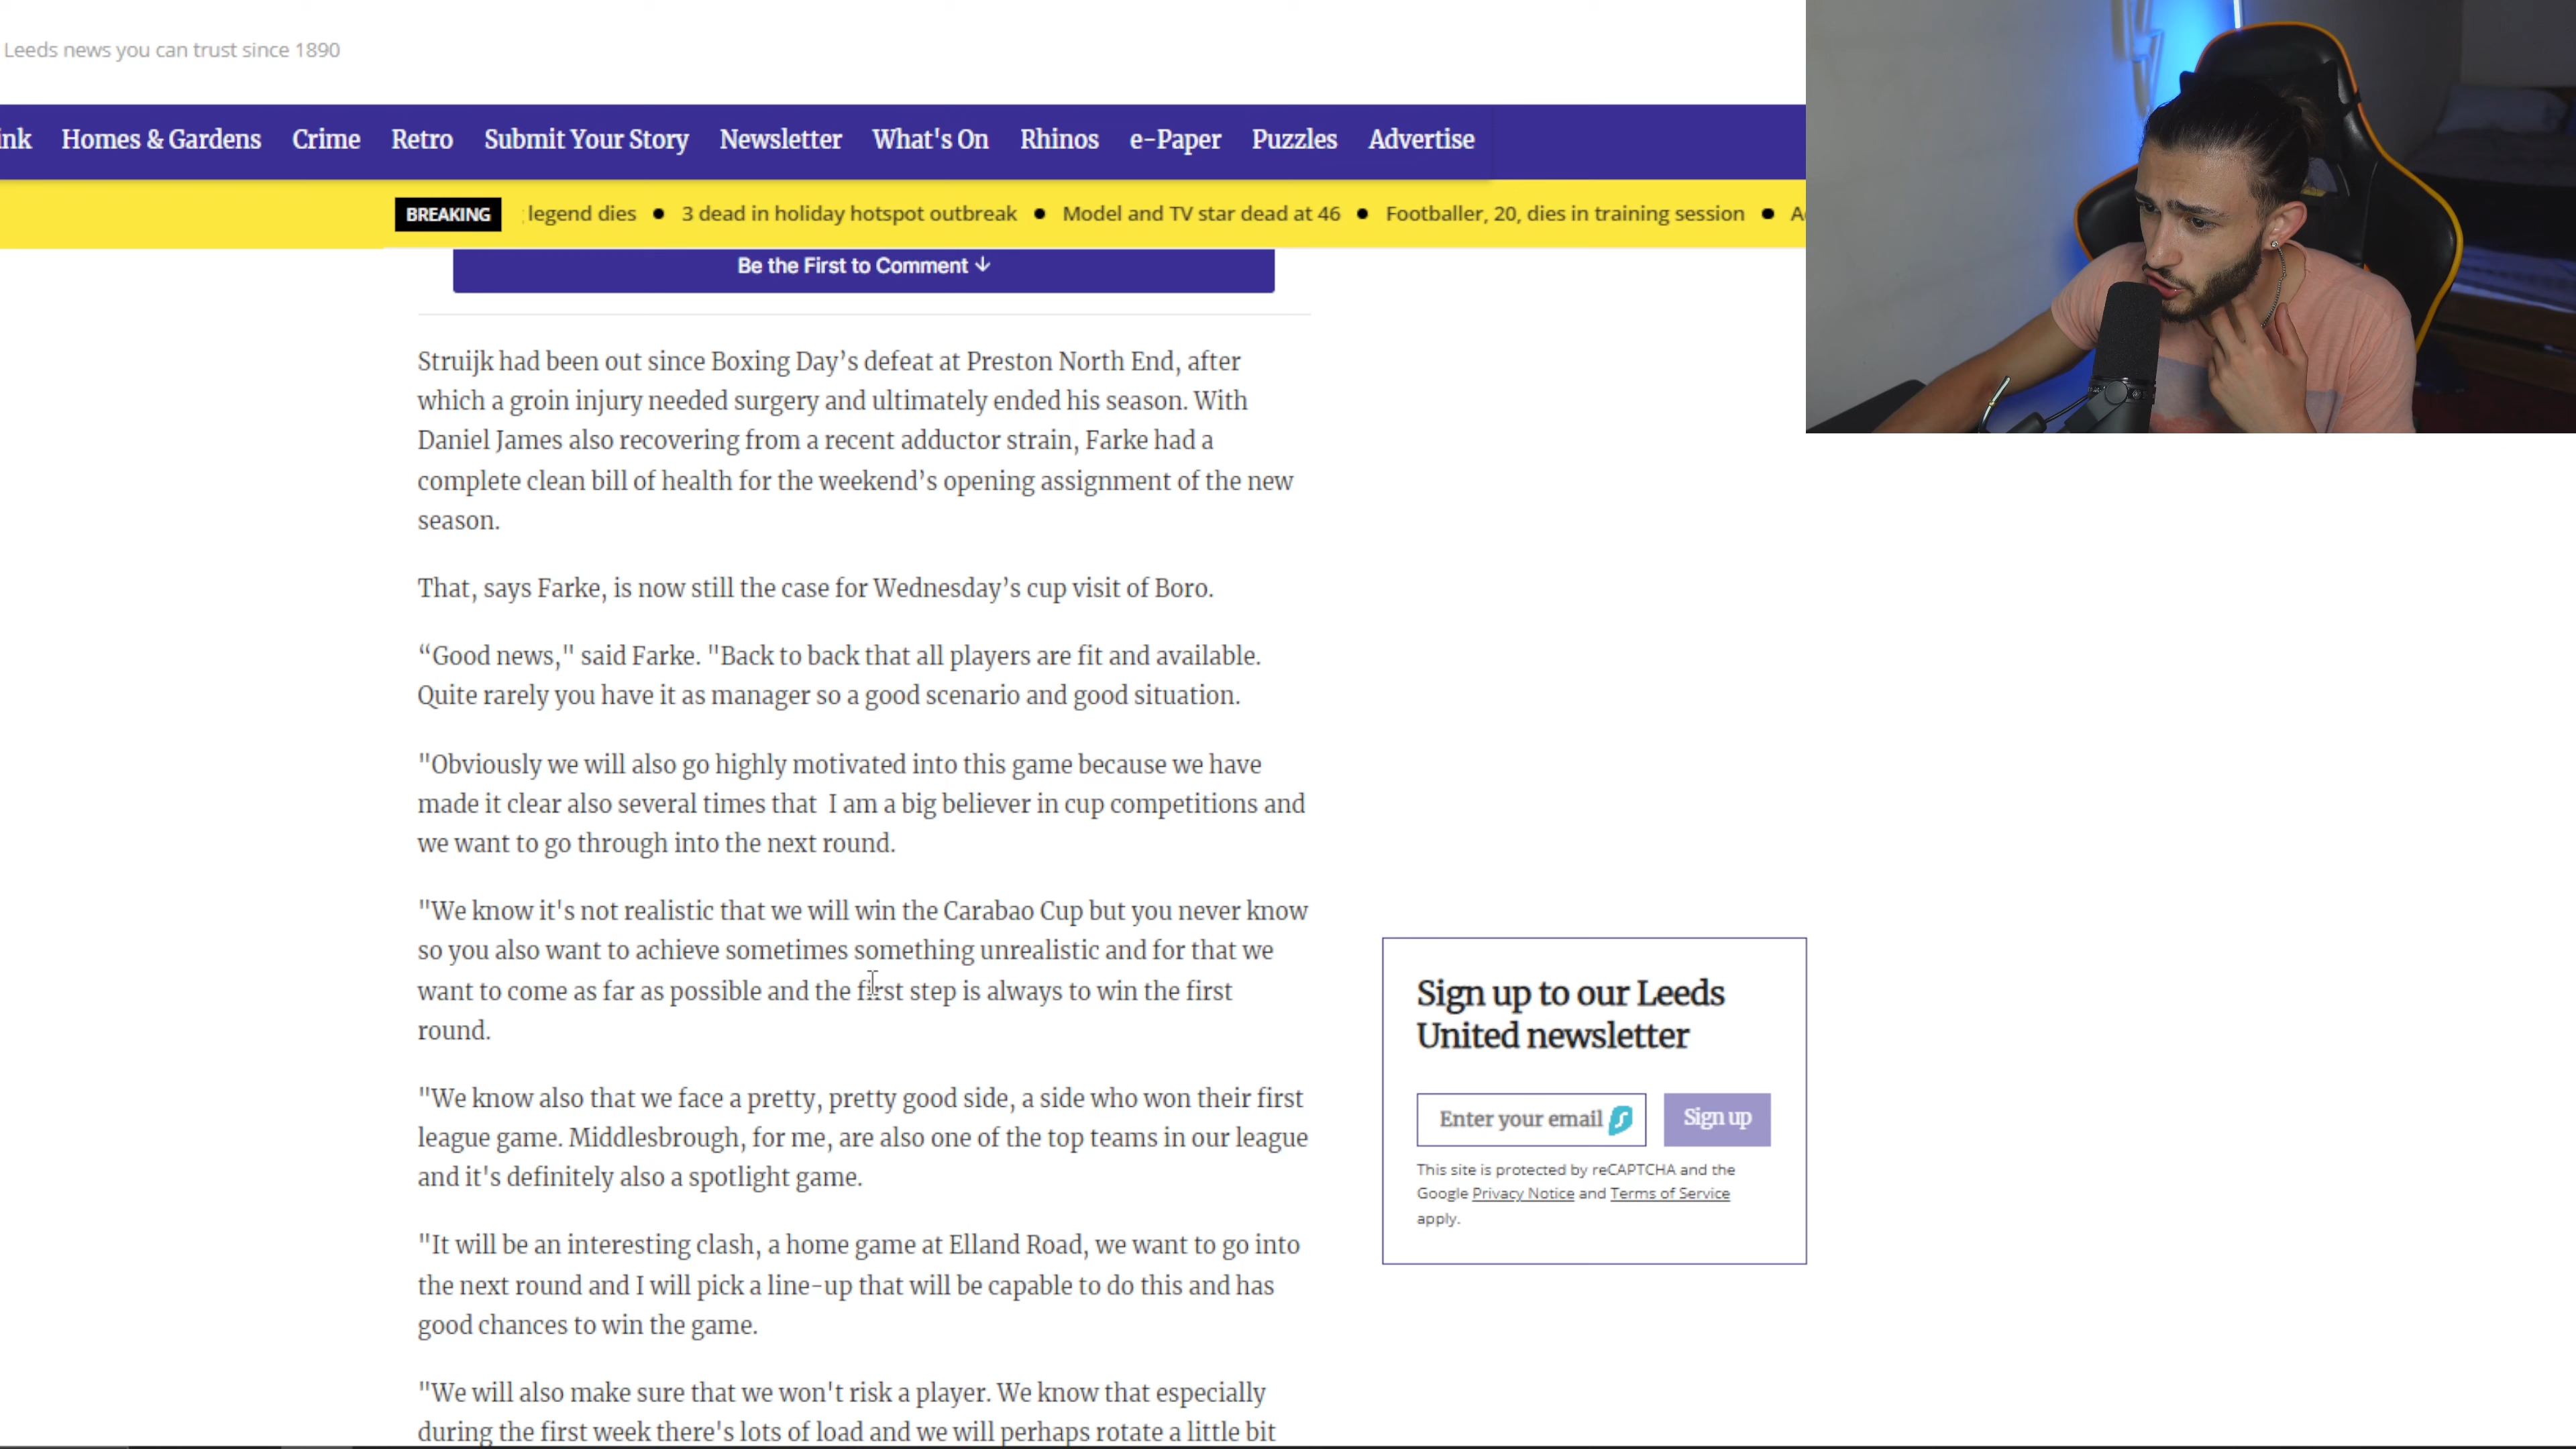 Leeds news you can trust since 1890
ink Homes & Gardens Crime Retro Submit Your Story Newsletter What's On Rhinos e-Paper Puzzles Advertise
BREAKING legend dies • 3 dead in holiday hotspot outbreak • Model and TV star dead at 46 • Footballer, 20, dies in training session • A
Be the First to Comment ↓
Struijk had been out since Boxing Day’s defeat at Preston North End, after
which a groin injury needed surgery and ultimately ended his season. With
Daniel James also recovering from a recent adductor strain, Farke had a
complete clean bill of health for the weekend’s opening assignment of the new
season.
That, says Farke, is now still the case for Wednesday’s cup visit of Boro.
“Good news," said Farke. "Back to back that all players are fit and available.
Quite rarely you have it as manager so a good scenario and good situation.
"Obviously we will also go highly motivated into this game because we have
made it clear also several times that  I am a big believer in cup competitions and
we want to go through into the next round.
"We know it's not realistic that we will win the Carabao Cup but you never know
so you also want to achieve sometimes something unrealistic and for that we
want to come as far as possible and the first step is always to win the first
round.
"We know also that we face a pretty, pretty good side, a side who won their first
league game. Middlesbrough, for me, are also one of the top teams in our league
and it's definitely also a spotlight game.
"It will be an interesting clash, a home game at Elland Road, we want to go into
the next round and I will pick a line-up that will be capable to do this and has
good chances to win the game.
"We will also make sure that we won't risk a player. We know that especially
during the first week there's lots of load and we will perhaps rotate a little bit
Sign up to our Leeds
United newsletter
Enter your email Sign up
This site is protected by reCAPTCHA and the
Google Privacy Notice and Terms of Service
apply.